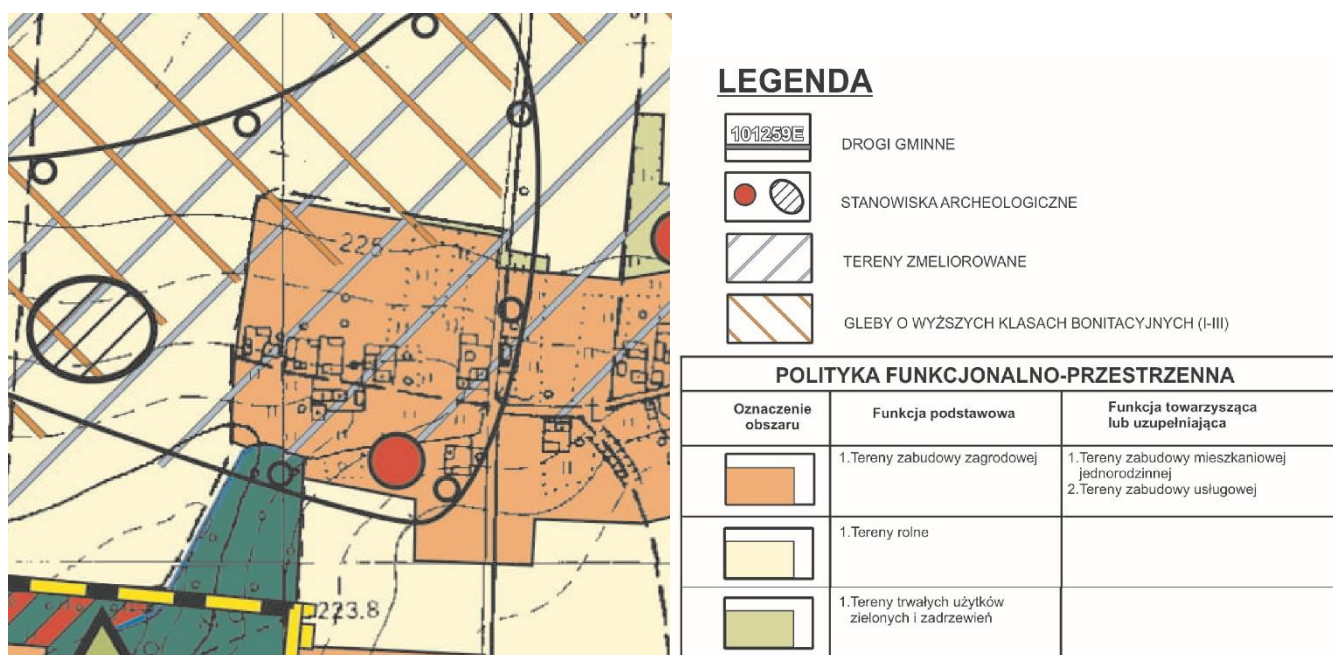 225
223.8
LEGENDA
101259E
DROGI GMINNE
STANOWISKA ARCHEOLOGICZNE
TERENY ZMELIOROWANE
GLEBY O WYŻSZYCH KLASACH BONITACYJNYCH (I-III)
POLITYKA FUNKCJONALNO-PRZESTRZENNA
Oznaczenie
obszaru
Funkcja podstawowa
Funkcja towarzysząca
lub uzupełniająca
1.Tereny zabudowy zagrodowej
1.Tereny zabudowy mieszkaniowej
jednorodzinnej
2.Tereny zabudowy usługowej
1.Tereny rolne
1.Tereny trwałych użytków
zielonych i zadrzewień